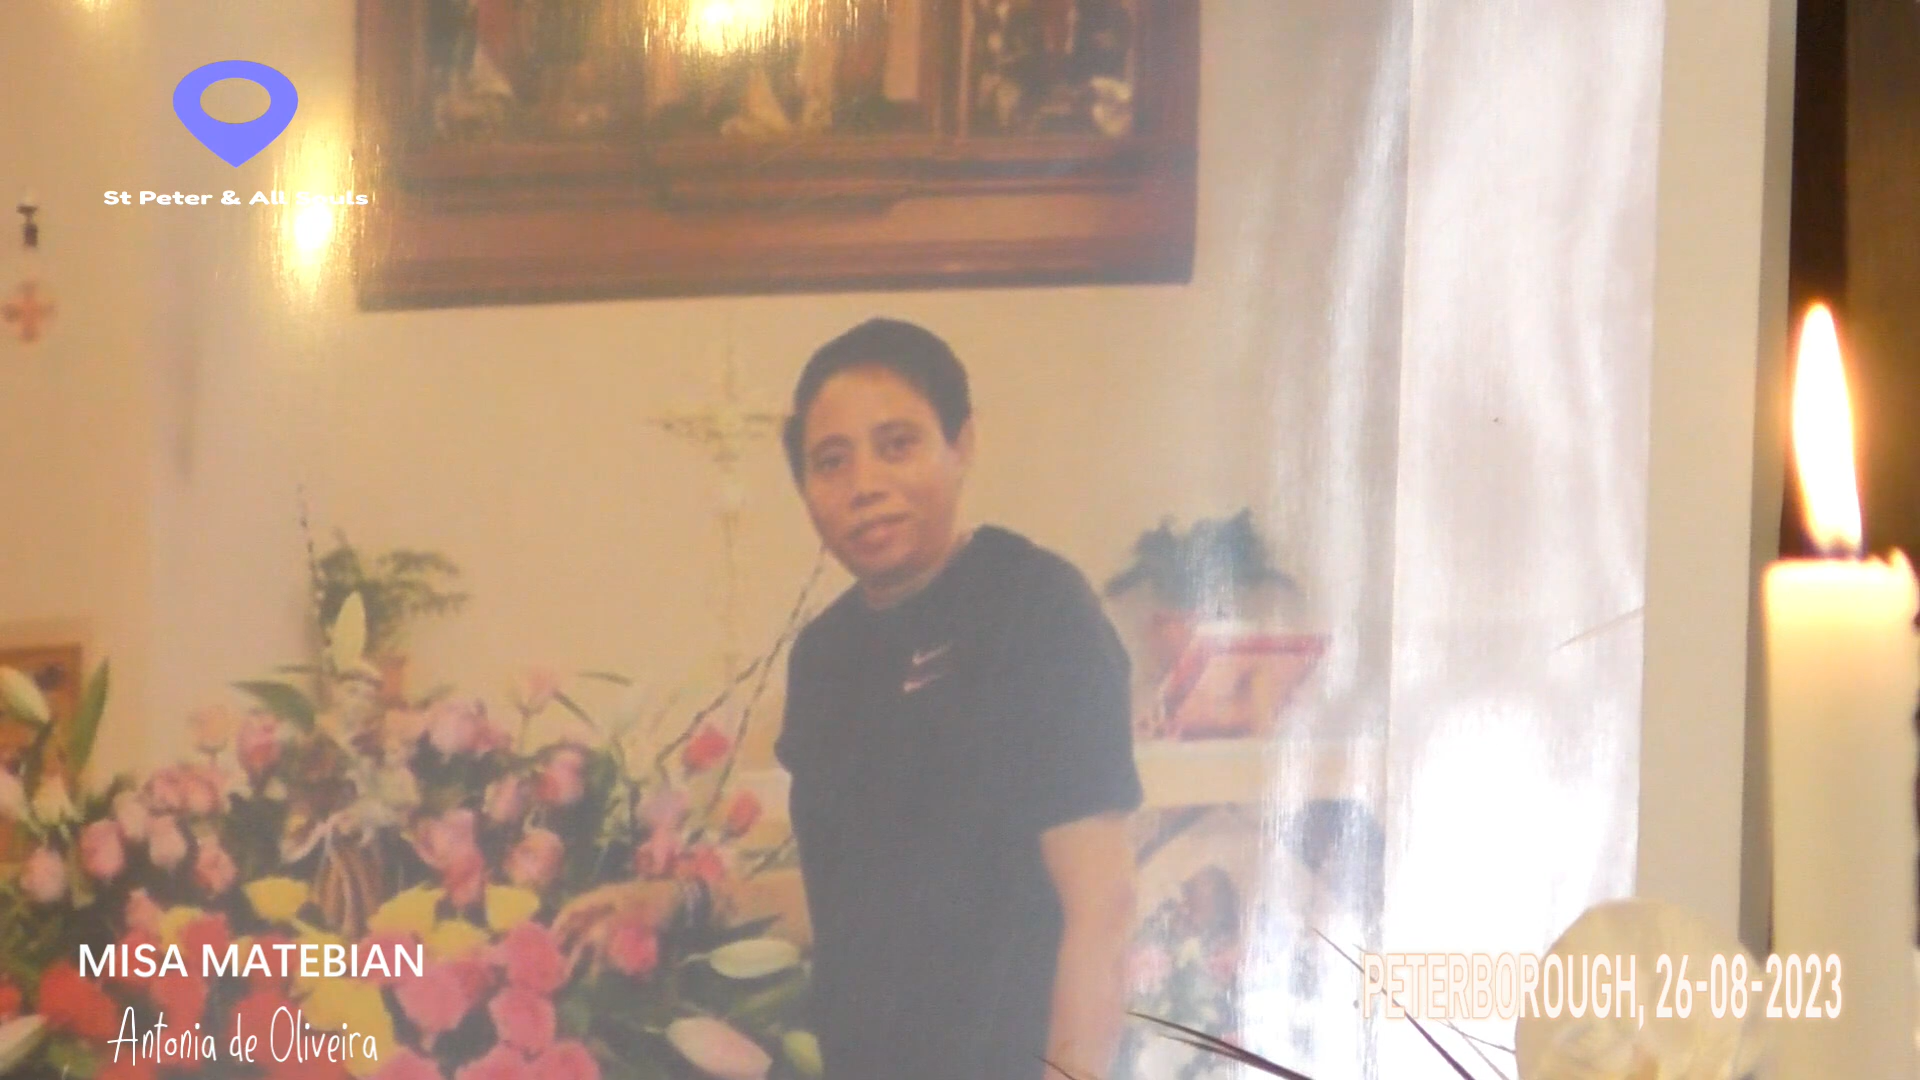 St Peter & All Souls
MISA MATEBIAN
Antonia de Oliveira
PETERBOROUGH, 26-08-2023